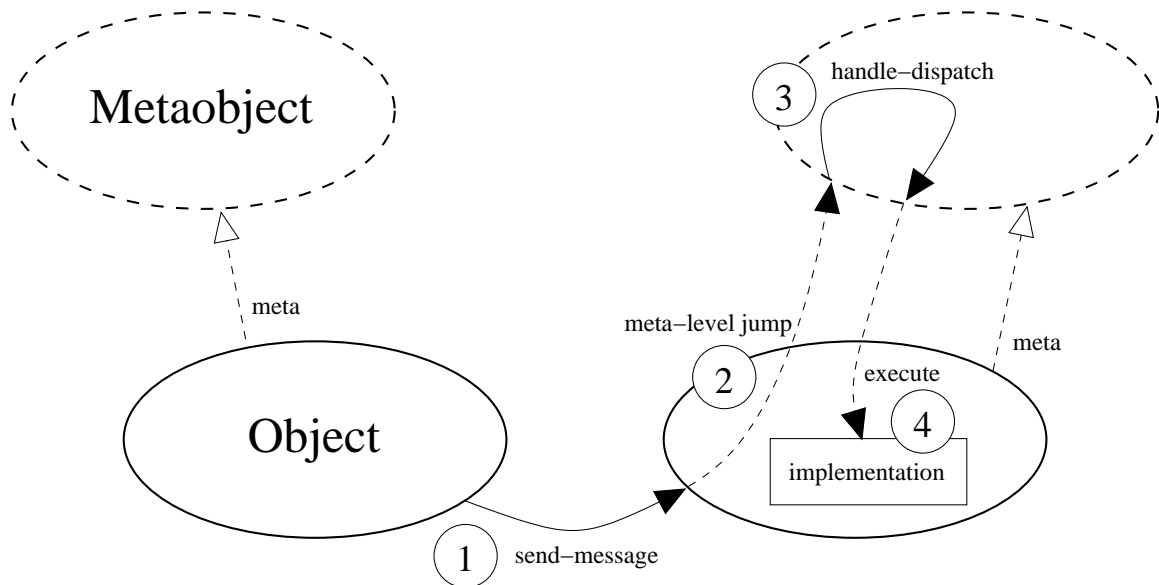 handle−dispatch
3
Metaobject
meta
meta−level jump
meta
2
execute
4
Object
implementation
1
send−message